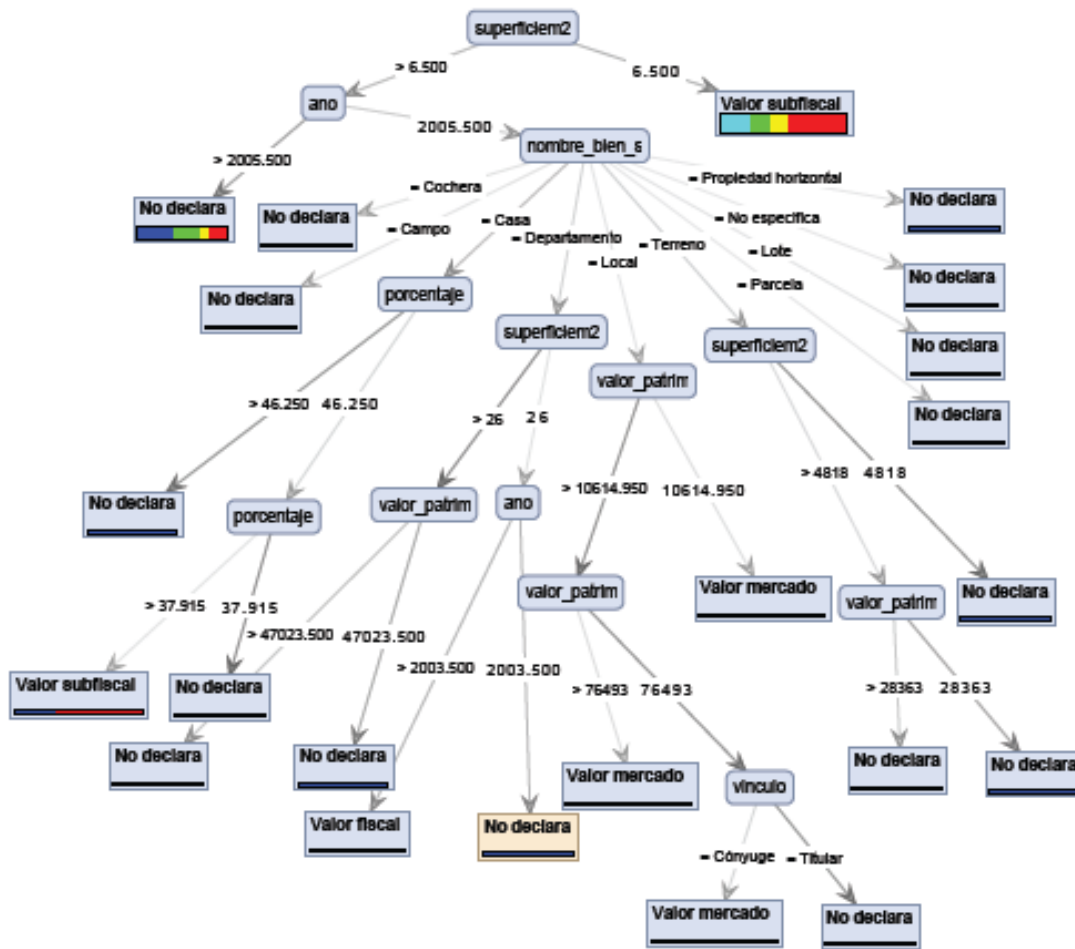 superficiem2
> 6.500
6.500
ano
Valor subfiscal
2005.500
nombre_bien_s
> 2005.500
= Propiedad horizontal
= Cochera
No declara
No declara
No declara
= Casa
= No especifica
= Campo
= Departamento
= Terreno
= Lote
= Local
No declara
= Parcela
No declara
porcentaje
superficiem2
superficiem2
No declara
valor_patrim
> 46.250
46.250
No declara
> 26
26
> 4818
4818
> 10614.950
10614.950
No declara
porcentaje
valor_patrim
ano
valor_patrim
Valor mercado
valor_patrim
No declara
> 37.915
37.915
> 47023.500
47023.500
> 2003.500
2003.500
> 76493
76493
> 28363
28363
Valor subfiscal
No declara
No declara
No declara
Valor mercado
No declara
No declara
vinculo
Valor fiscal
No declara
= Cónyuge
= Titular
Valor mercado
No declara